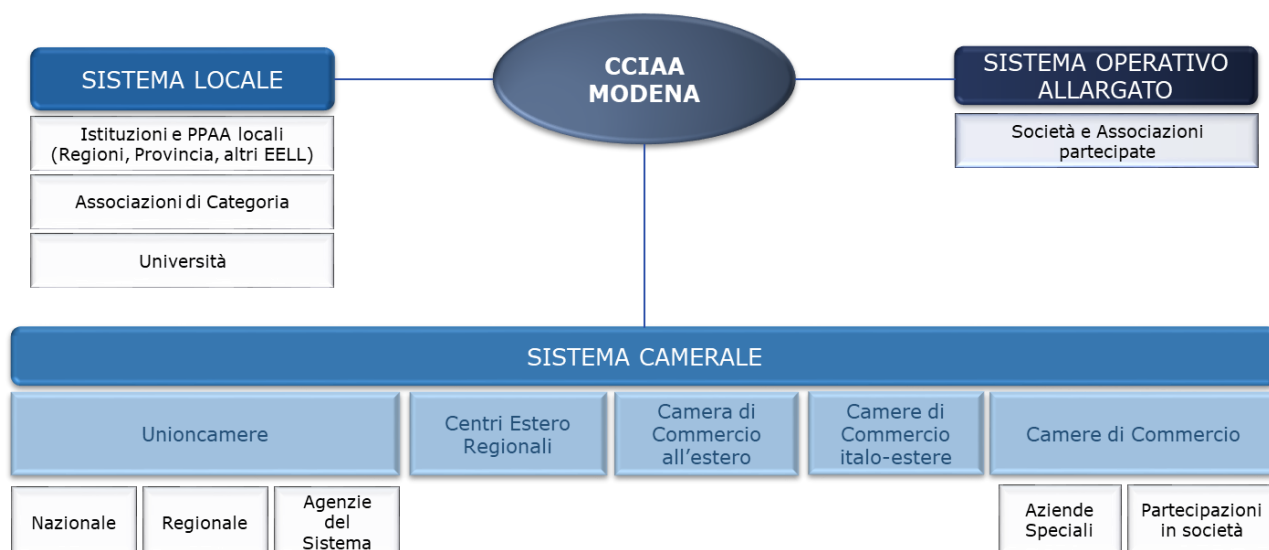 CCIAA
MODENA
SISTEMA LOCALE
Istituzioni e PPAA locali
(Regioni, Provincia, altri EELL)
Associazioni di Categoria
Università
SISTEMA OPERATIVO
ALLARGATO
Società e Associazioni
partecipate
SISTEMA CAMERALE
Unioncamere
Centri Estero
Regionali
Camera di
Commercio
all'estero
Camere di
Commercio
italo-estere
Camere di Commercio
Nazionale
Regionale
Agenzie
del
Sistema
Aziende
Speciali
Partecipazioni
in società